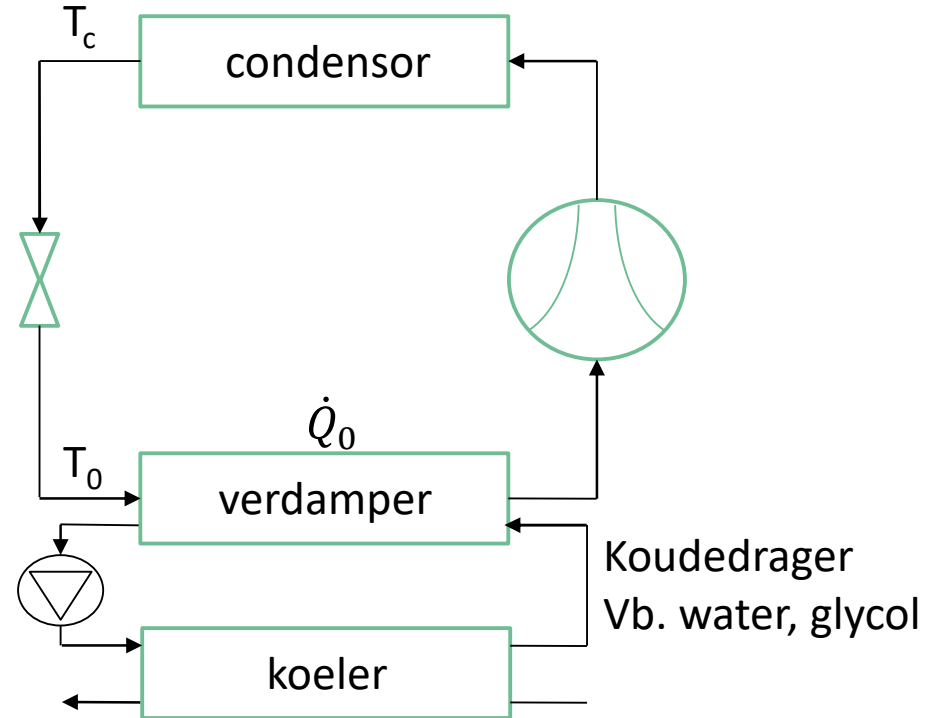 T_c
condensor
Q̇_0
T_0
verdamper
Koudedrager
Vb. water, glycol
koeler